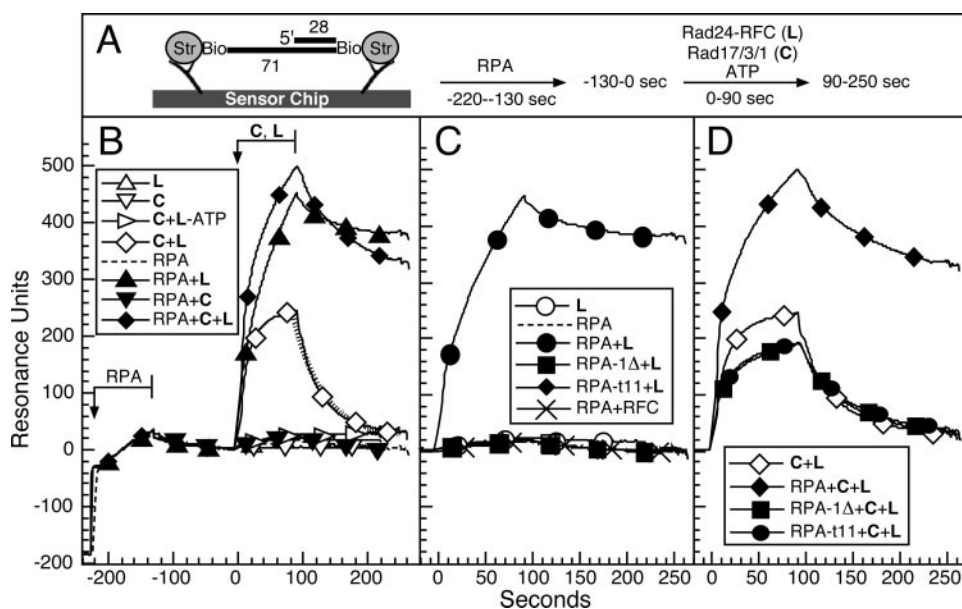 A
Str
Bio
5'
28
71
Bio
Str
Sensor Chip
RPA
-220--130 sec
-130-0 sec
Rad24-RFC (L)
Rad17/3/1 (C)
ATP
0-90 sec
90-250 sec
B
C, L
L
C
C+L-ATP
C+L
RPA
RPA+L
RPA+C
RPA+C+L
RPA
C
L
RPA
RPA+L
RPA-1Δ+L
RPA-t11+L
RPA+RFC
D
C+L
RPA+C+L
RPA-1Δ+C+L
RPA-t11+C+L
Resonance Units
500
400
300
200
100
0
-100
-200
-200 -100 0 100 200
0 50 100 150 200 250
0 50 100 150 200 250
Seconds